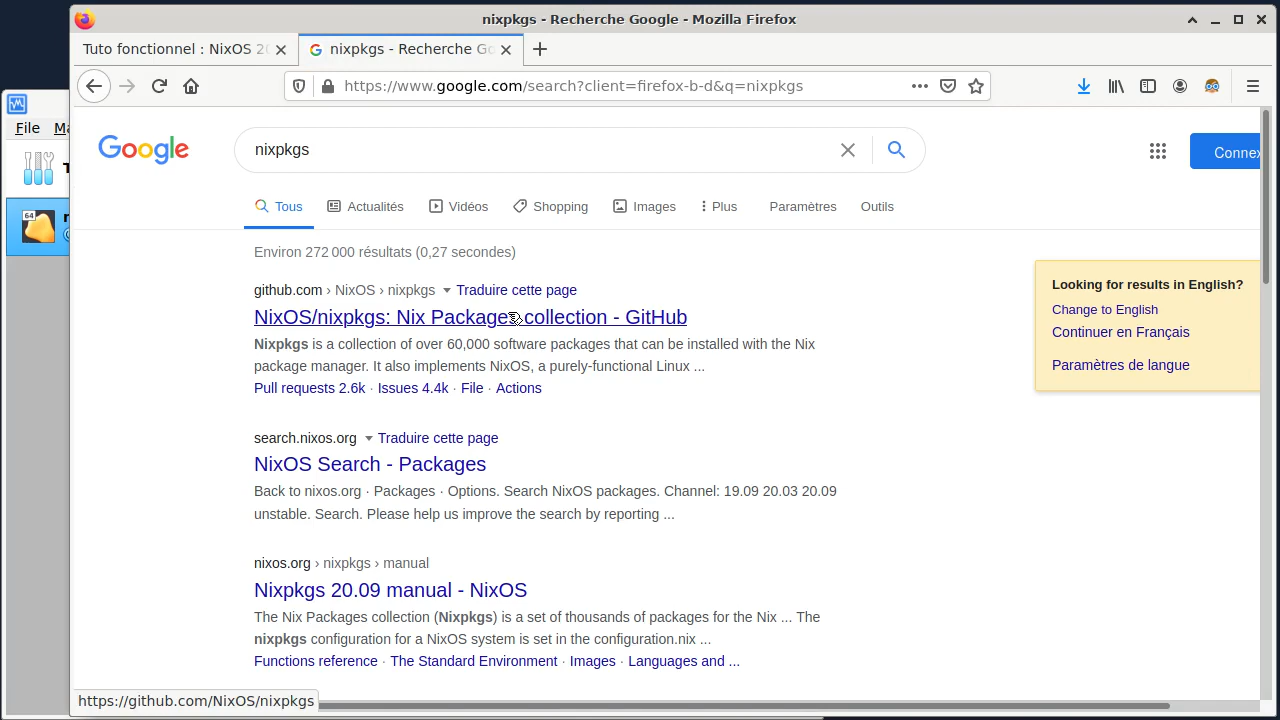 nixpkgs - Recherche Google - Mozilla Firefox
Tuto fonctionnel : NixOS 20
nixpkgs - Recherche Go
https://www.google.com/search?client=firefox-b-d&q=nixpkgs
File
Google
nixpkgs
Connex
Tous
Actualités
Vidéos
Shopping
Images
Plus
Paramètres
Outils
64
Environ 272 000 résultats (0,27 secondes)
github.com › NixOS › nixpkgs Traduire cette page
NixOS/nixpkgs: Nix Packages collection - GitHub
Nixpkgs is a collection of over 60,000 software packages that can be installed with the Nix
package manager. It also implements NixOS, a purely-functional Linux ...
Pull requests 2.6k · Issues 4.4k · File · Actions
Looking for results in English?
Change to English
Continuer en Français
Paramètres de langue
search.nixos.org Traduire cette page
NixOS Search - Packages
Back to nixos.org · Packages · Options. Search NixOS packages. Channel: 19.09 20.03 20.09
unstable. Search. Please help us improve the search by reporting ...
nixos.org › nixpkgs › manual
Nixpkgs 20.09 manual - NixOS
The Nix Packages collection (Nixpkgs) is a set of thousands of packages for the Nix ... The
nixpkgs configuration for a NixOS system is set in the configuration.nix ...
Functions reference · The Standard Environment · Images · Languages and ...
https://github.com/NixOS/nixpkgs